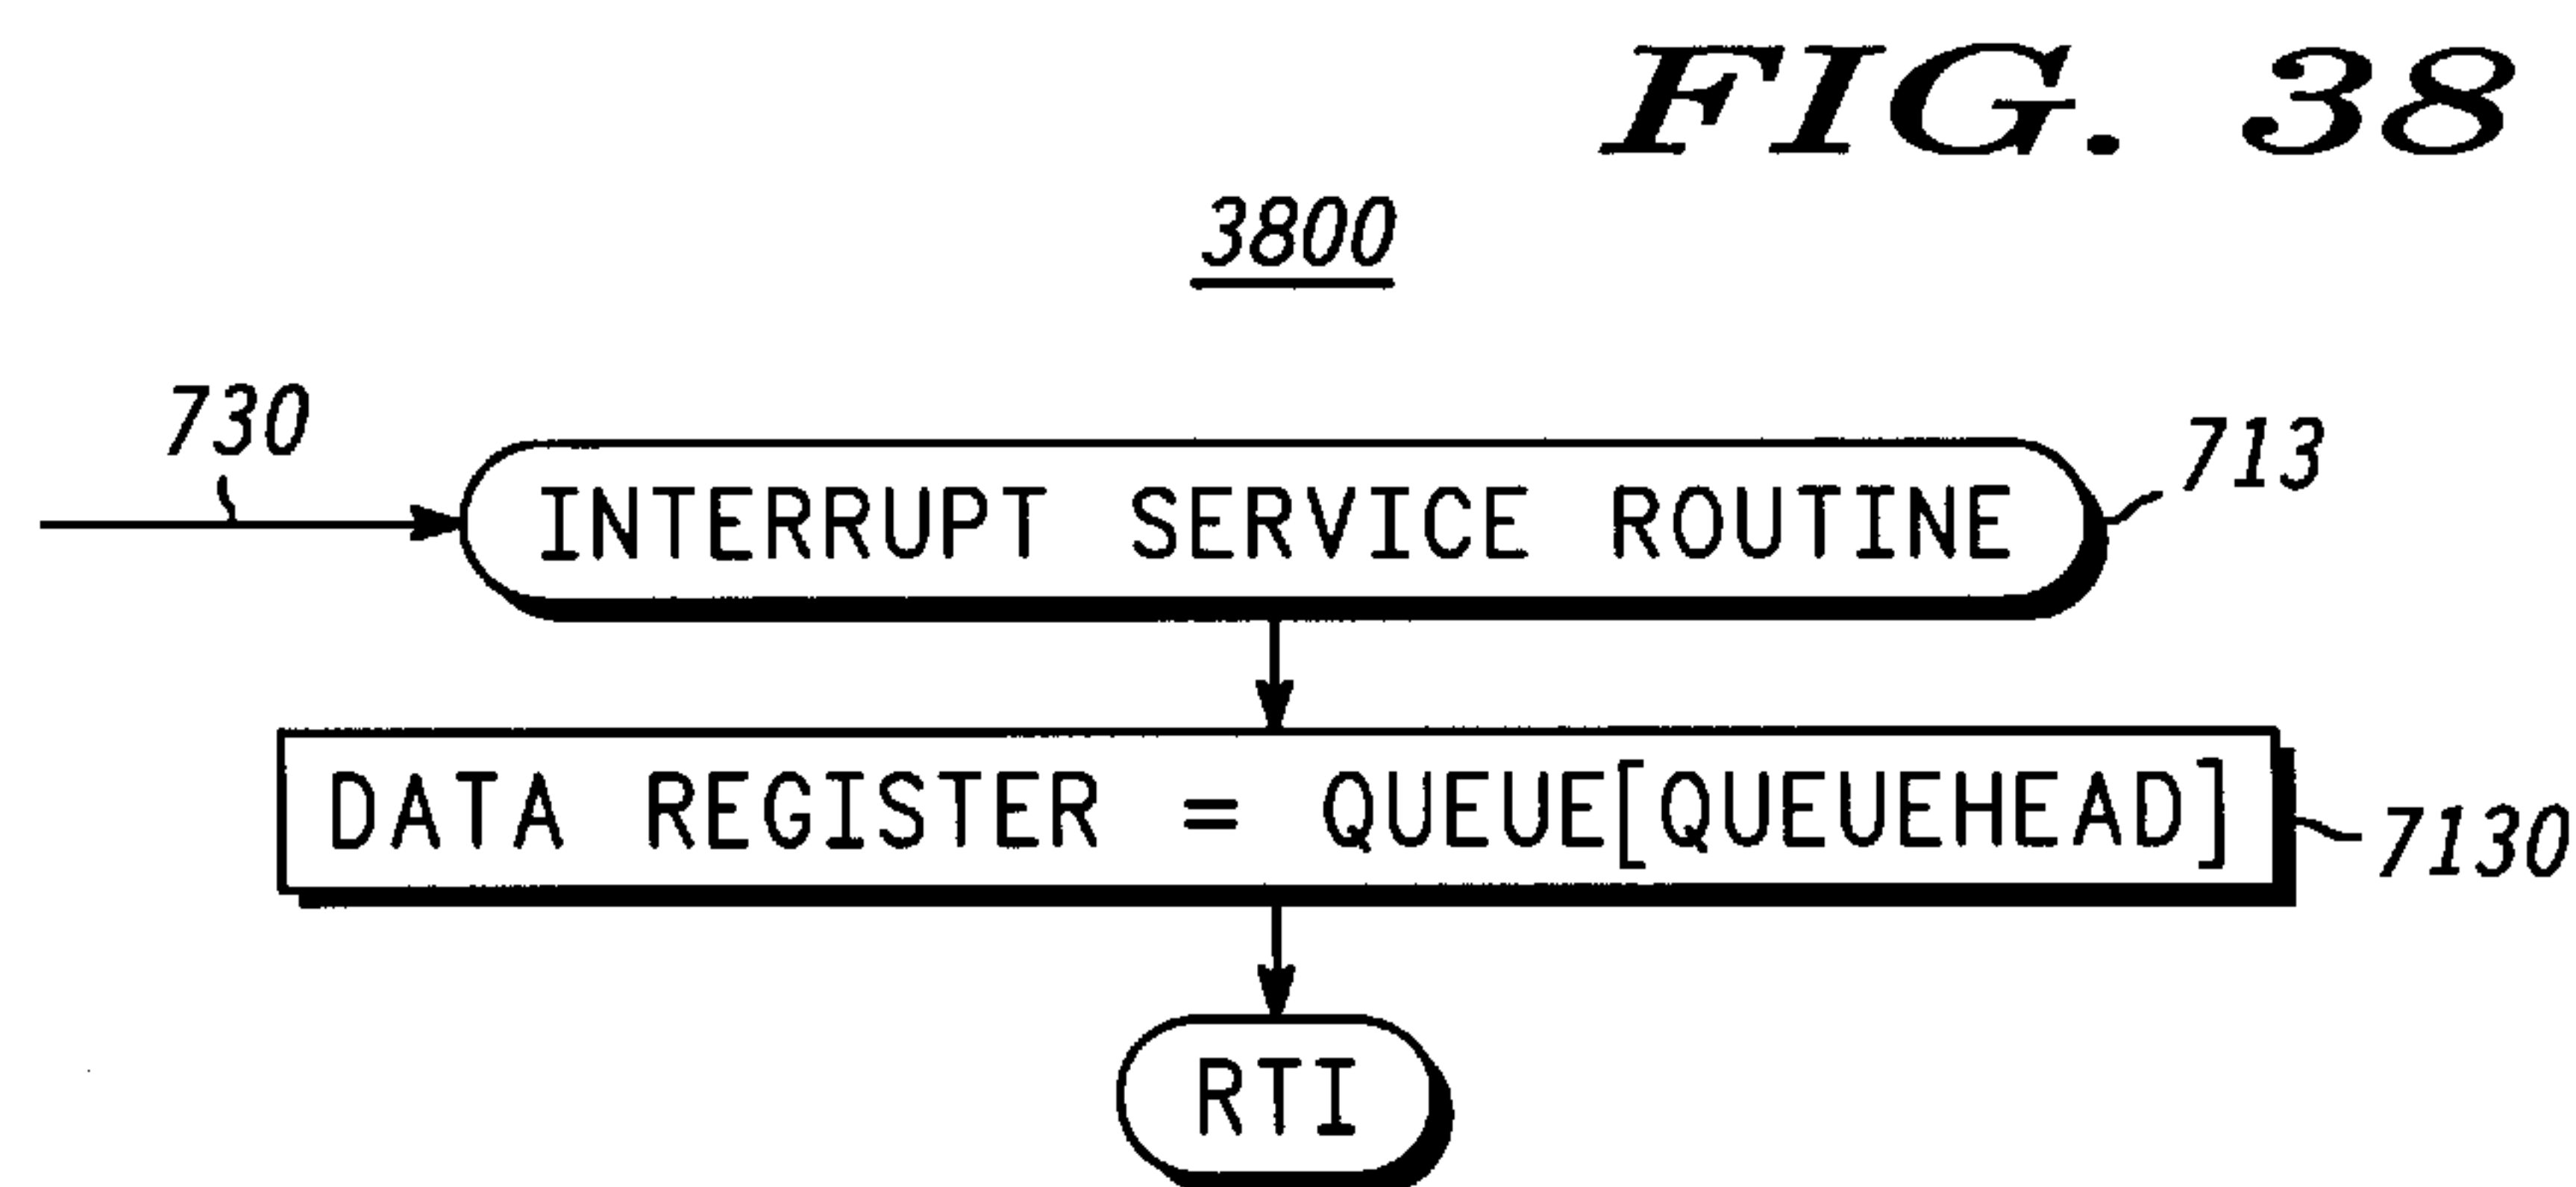 FIG. 38
3800
730
INTERRUPT SERVICE ROUTINE
713
DATA REGISTER = QUEUE[QUEUEHEAD]
7130
RTI